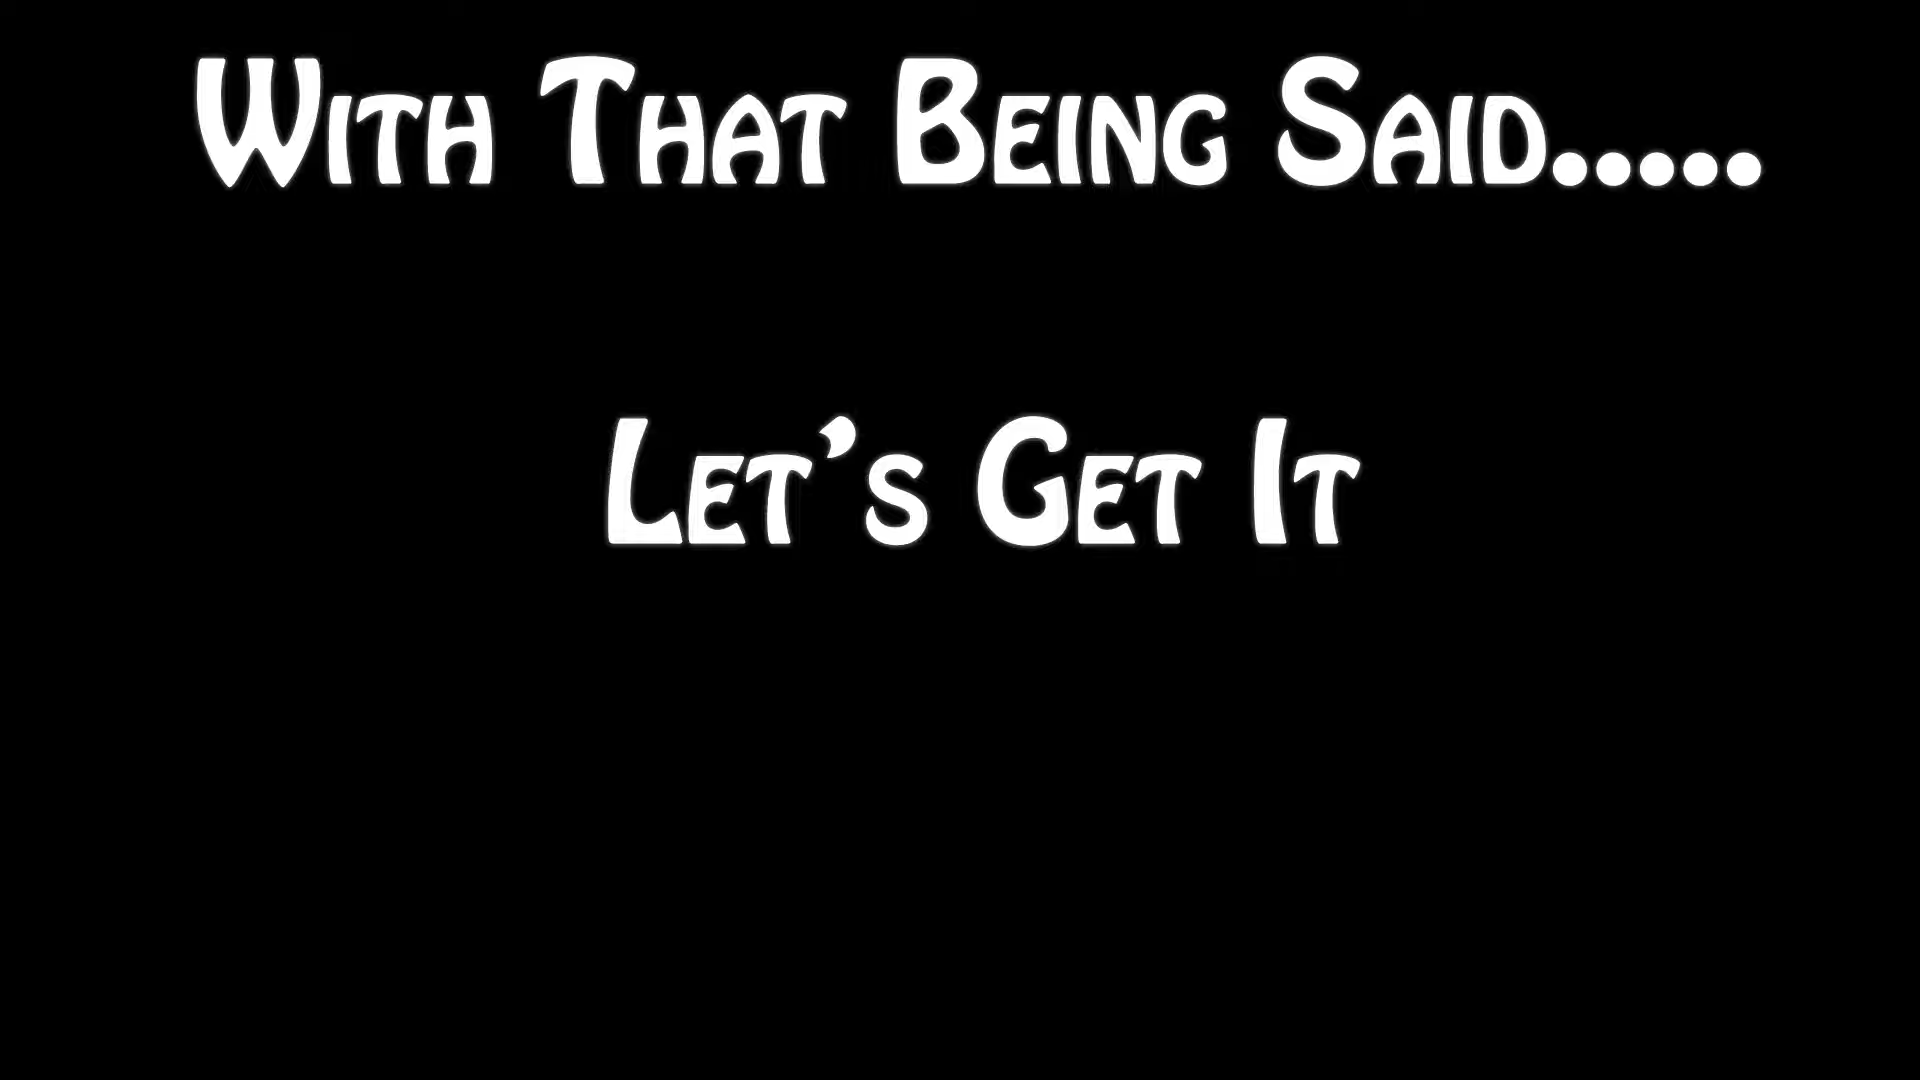 With That Being Said.....
Let's Get It